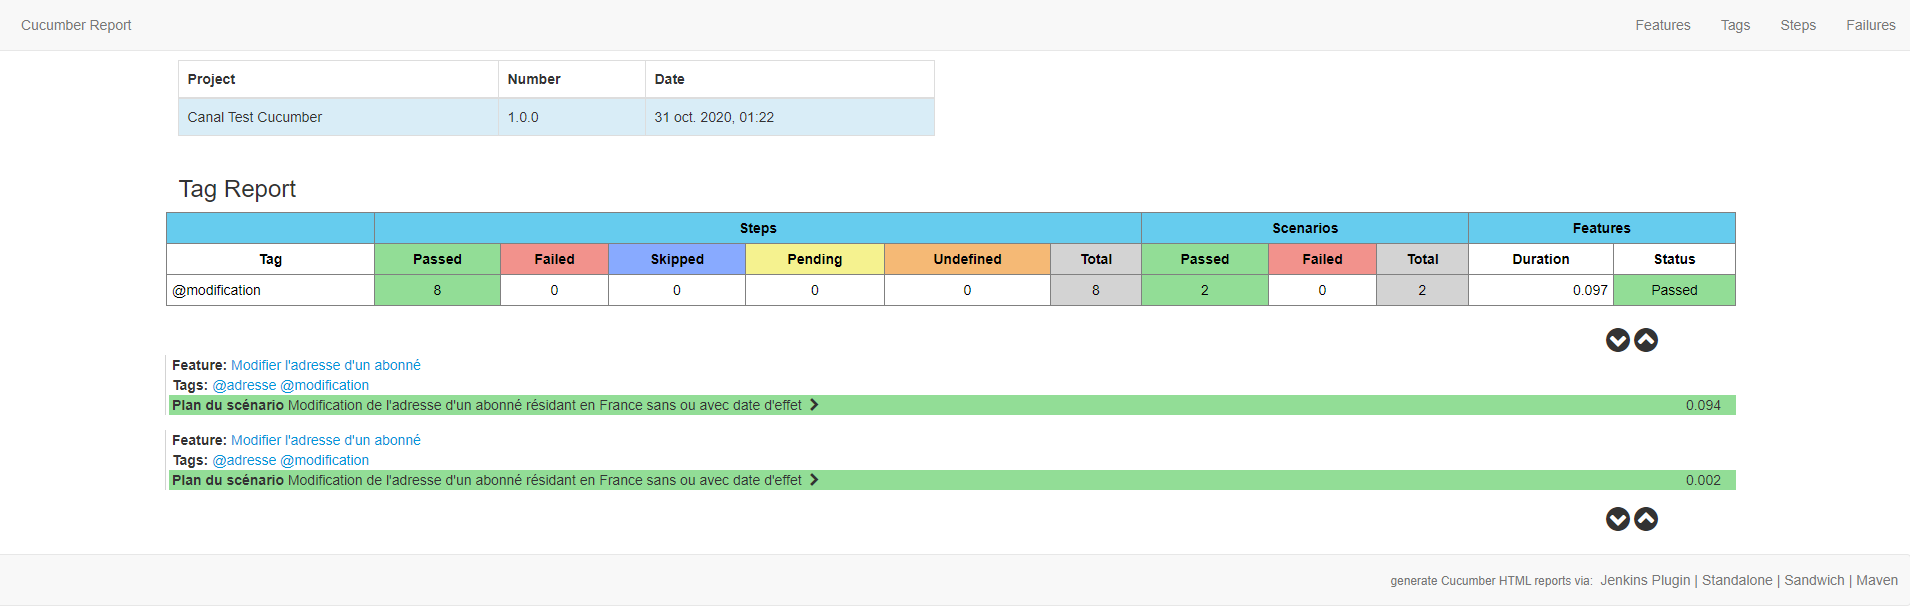 Cucumber Report Features Tags Steps Failures
Project Number Date
Canal Test Cucumber 1.0.0 31 oct. 2020, 01:22
Tag Report
Steps Scenarios Features
Tag Passed Failed Skipped Pending Undefined Total Passed Failed Total Duration Status
@modification 8 0 0 0 0 8 2 0 2 0.097 Passed
Feature: Modifier l'adresse d'un abonné
Tags: @adresse @modification
Plan du scénario Modification de l'adresse d'un abonné résidant en France sans ou avec date d'effet 0.094
Feature: Modifier l'adresse d'un abonné
Tags: @adresse @modification
Plan du scénario Modification de l'adresse d'un abonné résidant en France sans ou avec date d'effet 0.002
generate Cucumber HTML reports via: Jenkins Plugin | Standalone | Sandwich | Maven